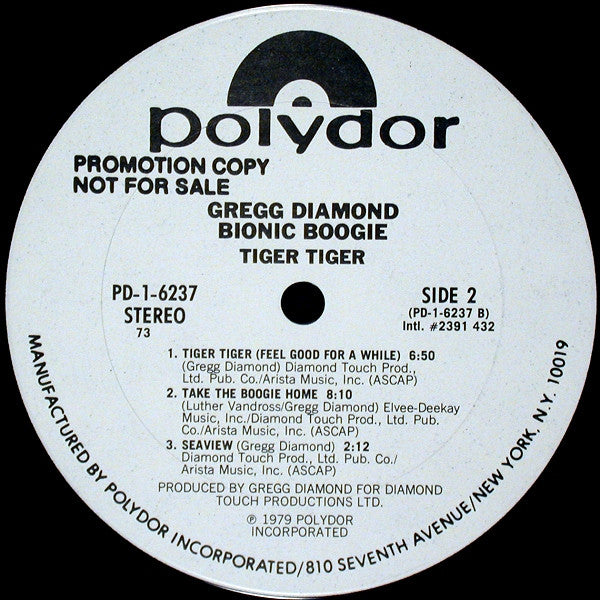 polydor
PROMOTION COPY
NOT FOR SALE
GREGG DIAMOND
BIONIC BOOGIE
TIGER TIGER
PD-1-6237
STEREO
73
SIDE 2
(PD-1-6237 B)
Intl. #2391 432
1. TIGER TIGER (FEEL GOOD FOR A WHILE) 6:50
(Gregg Diamond) Diamond Touch Prod.,
Ltd. Pub. Co./Arista Music, Inc. (ASCAP)
2. TAKE THE BOOGIE HOME 8:10
(Luther Vandross/Gregg Diamond) Elvee-Deekay
Music, Inc./Diamond Touch Prod., Ltd. Pub.
Co./Arista Music, Inc. (ASCAP)
3. SEAVIEW (Gregg Diamond) 2:12
Diamond Touch Prod., Ltd. Pub. Co./
Arista Music, Inc. (ASCAP)
PRODUCED BY GREGG DIAMOND FOR DIAMOND
TOUCH PRODUCTIONS LTD.
℗ 1979 POLYDOR
INCORPORATED
MANUFACTURED BY POLYDOR INCORPORATED/810 SEVENTH AVENUE/NEW YORK, N.Y. 10019